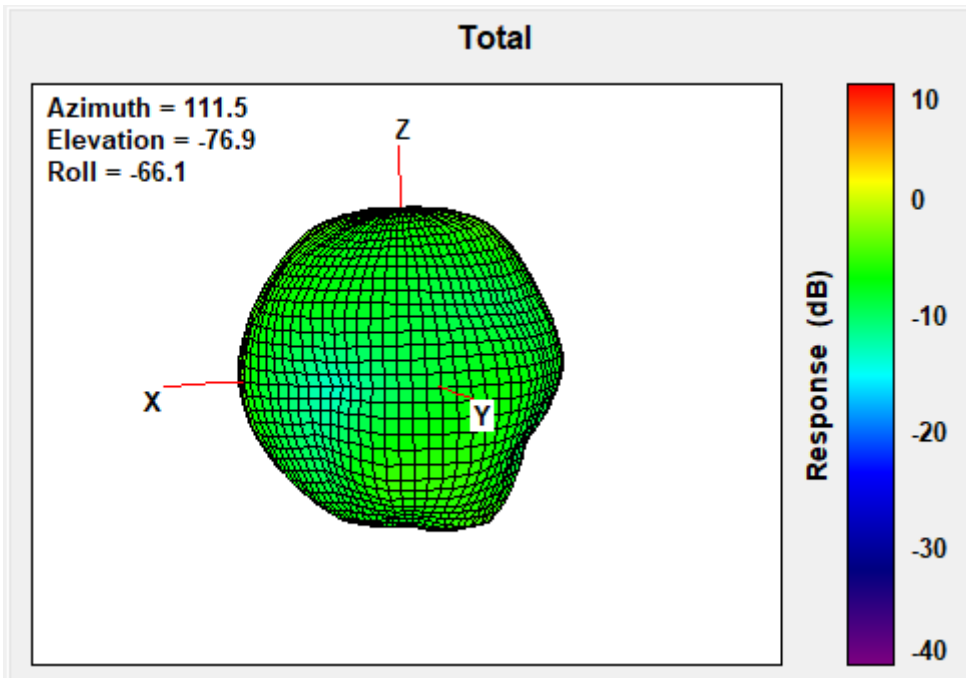 Total
Azimuth = 111.5
Elevation = -76.9
Roll = -66.1
Z
X
Y
10
0
-10
-20
-30
-40
Response (dB)